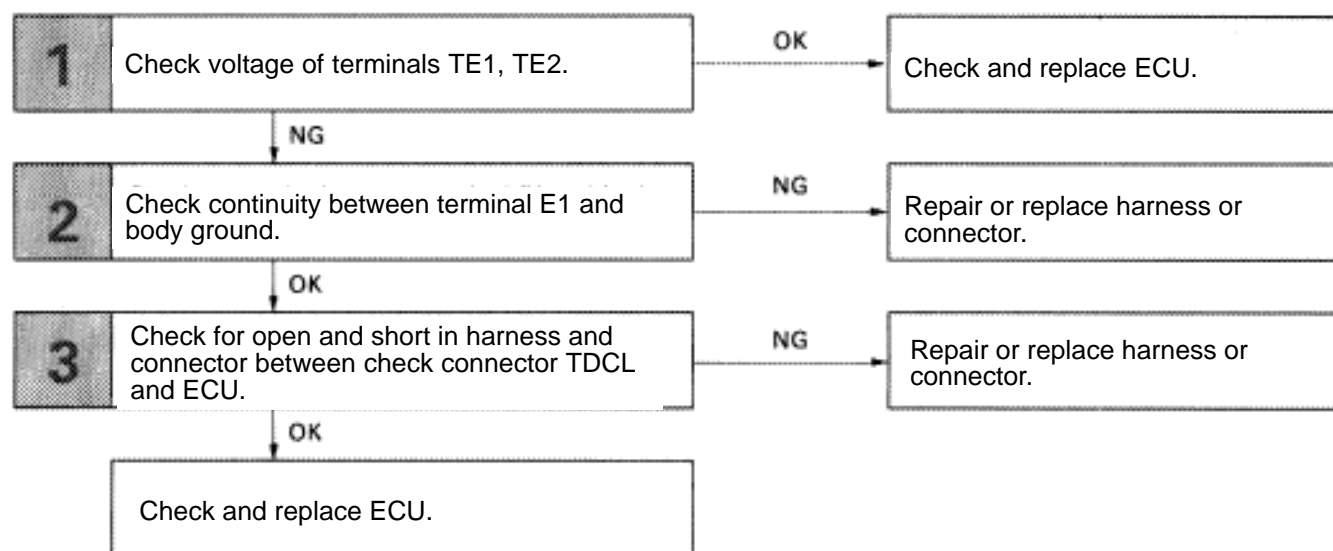 1
Check voltage of terminals TE1, TE2.
OK
Check and replace ECU.
NG
2
Check continuity between terminal E1 and
body ground.
NG
Repair or replace harness or
connector.
OK
3
Check for open and short in harness and
connector between check connector TDCL
and ECU.
NG
Repair or replace harness or
connector.
OK
Check and replace ECU.